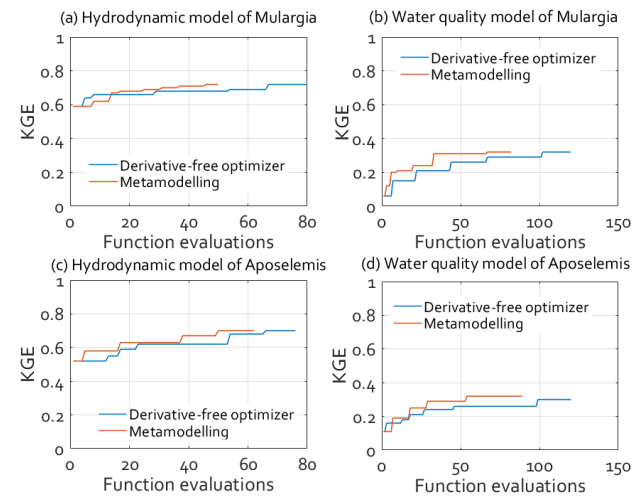 (a) Hydrodynamic model of Mulargia
1
0.8
0.6
0.4
0.2
0
KGE
Derivative-free optimizer
Metamodelling
0 20 40 60 80
Function evaluations
(b) Water quality model of Mulargia
1
0.8
0.6
0.4
0.2
0
KGE
Derivative-free optimizer
Metamodelling
0 50 100 150
Function evaluations
(c) Hydrodynamic model of Aposelemis
1
0.8
0.6
0.4
0.2
0
KGE
Derivative-free optimizer
Metamodelling
0 20 40 60 80
Function evaluations
(d) Water quality model of Aposelemis
1
0.8
0.6
0.4
0.2
0
KGE
Derivative-free optimizer
Metamodelling
0 50 100 150
Function evaluations